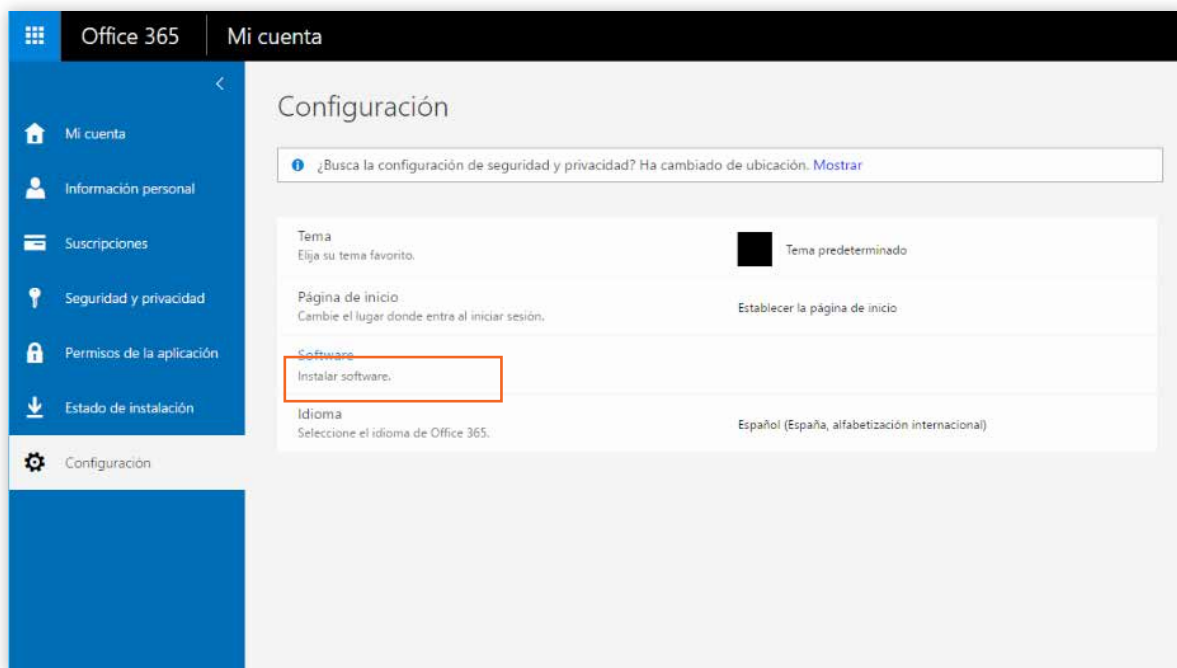 Office 365
Mi cuenta
Mi cuenta
Información personal
Suscripciones
Seguridad y privacidad
Permisos de la aplicación
Estado de instalación
Configuración
Configuración
¿Busca la configuración de seguridad y privacidad? Ha cambiado de ubicación. Mostrar
Tema
Elija su tema favorito.
Tema predeterminado
Página de inicio
Cambie el lugar donde entra al iniciar sesión.
Establecer la página de inicio
Software
Instalar software.
Idioma
Seleccione el idioma de Office 365.
Español (España, alfabetización internacional)